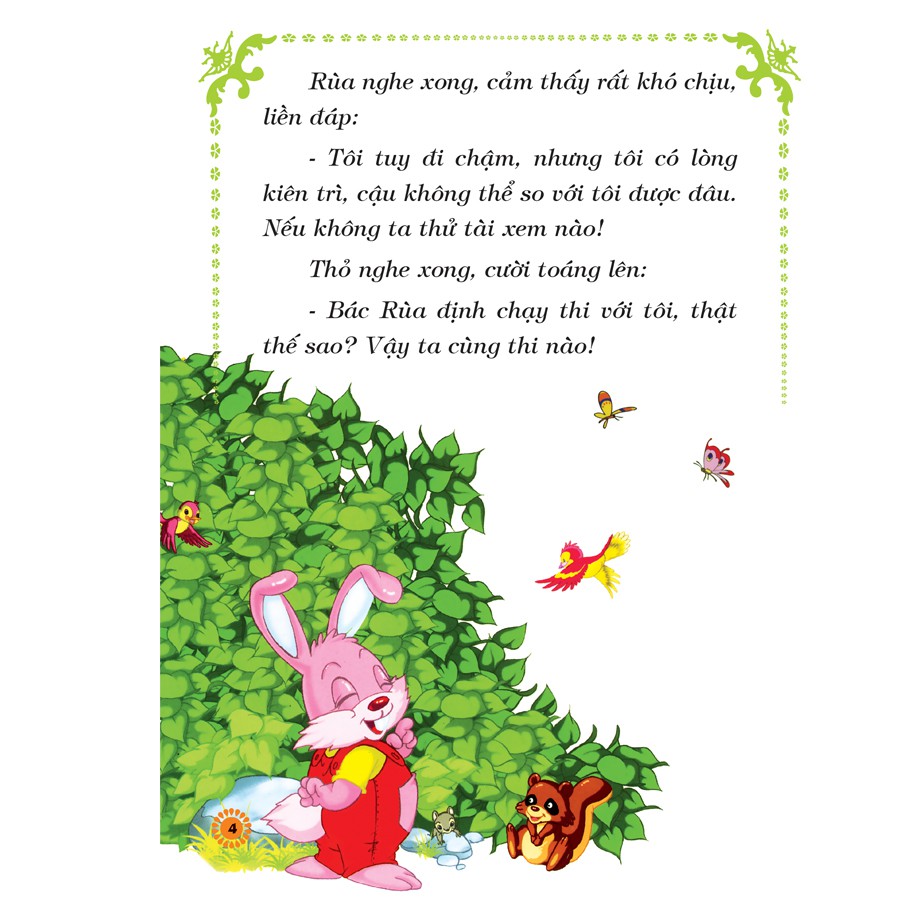 Rùa nghe xong, cảm thấy rất khó chịu,
liền đáp:
- Tôi tuy đi chậm, nhưng tôi có lòng
kiên trì, cậu không thể so với tôi được đâu.
Nếu không ta thử tài xem nào!
Thỏ nghe xong, cười toáng lên:
- Bác Rùa định chạy thi với tôi, thật
thế sao? Vậy ta cùng thi nào!
4